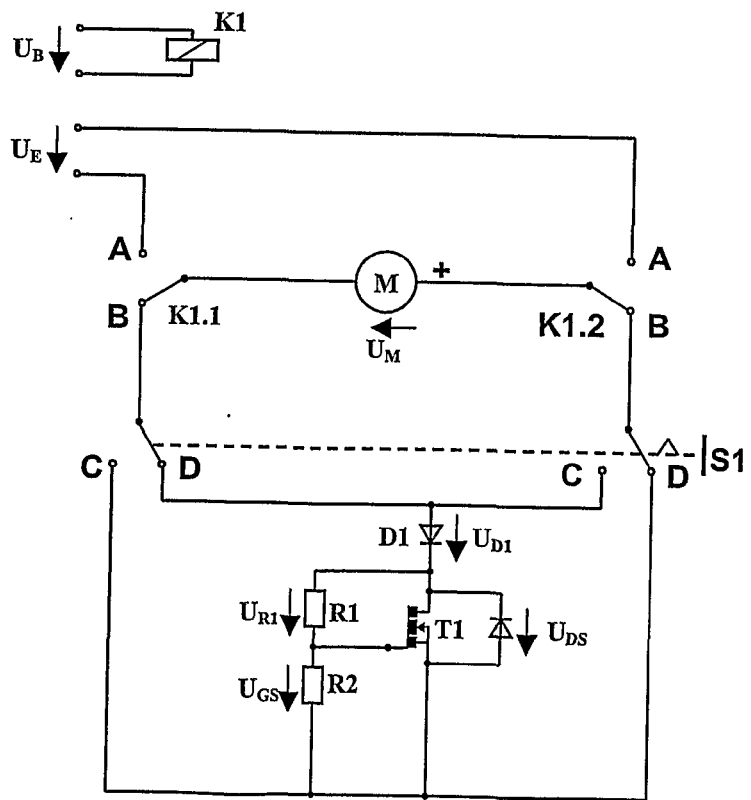 K1
U_B
U_E
A
A
M
+
B
K1.1
U_M
K1.2
B
C
D
C
D
S1
D1
U_D1
U_R1
R1
T1
U_DS
U_GS
R2